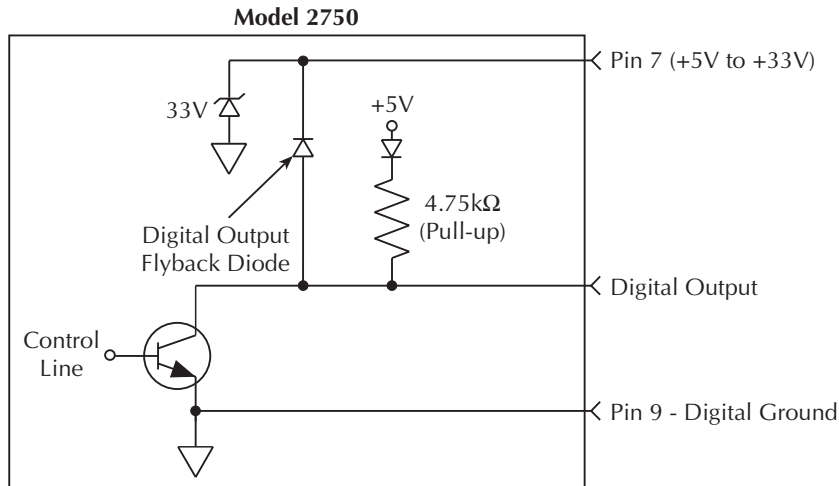 Model 2750
Pin 7 (+5V to +33V)
33V
+5V
4.75kΩ
(Pull-up)
Digital Output
Flyback Diode
Digital Output
Control
Line
Pin 9 - Digital Ground